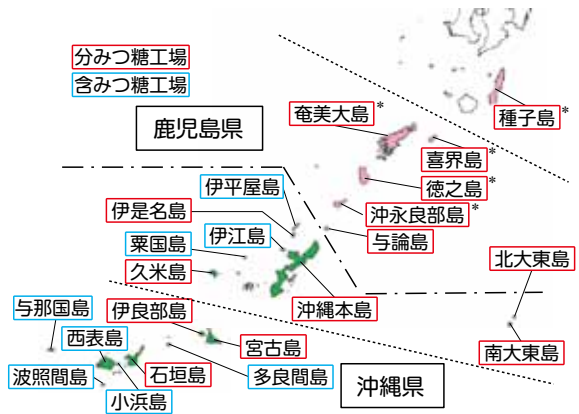 分みつ糖工場
含みつ糖工場
鹿児島県
奄美大島*
種子島*
喜界島*
徳之島*
沖永良部島*
与論島
伊平屋島
伊是名島
伊江島
粟国島
久米島
沖縄本島
北大東島
南大東島
伊良部島
宮古島
与那国島
西表島
波照間島
小浜島
石垣島
多良間島
沖縄県